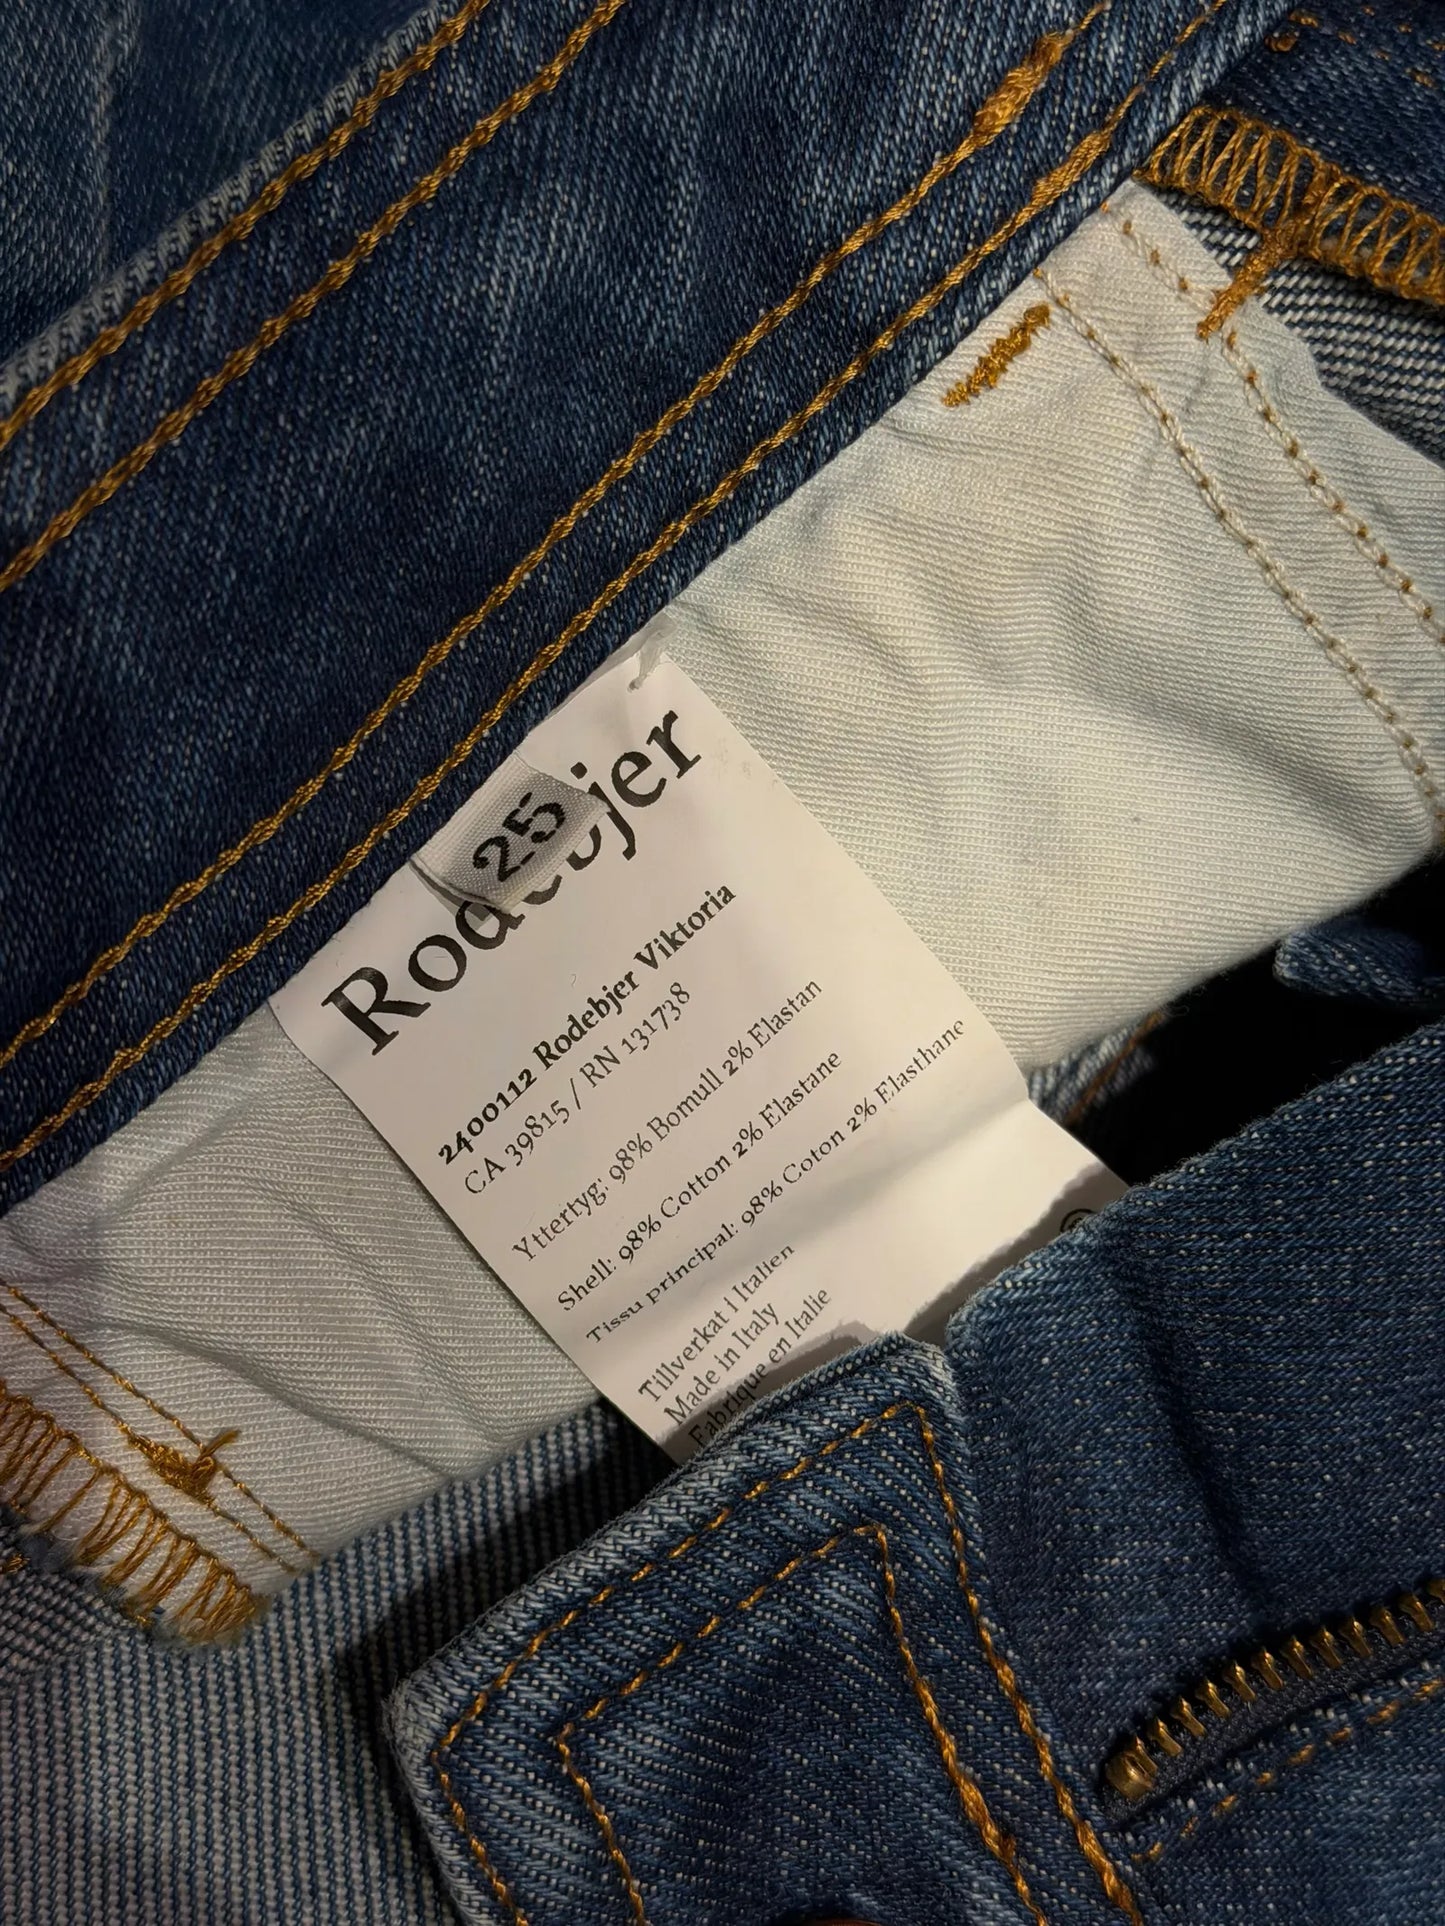 25
Rodebjer
2400112 Rodebjer Viktoria
CA 39815 / RN 131738
Yttertyg: 98% Bomull 2% Elastan
Shell: 98% Cotton 2% Elastane
Tissu principal: 98% Coton 2% Elasthane
Tillverkat i Italien
Made in Italy
Fabrique en Italie